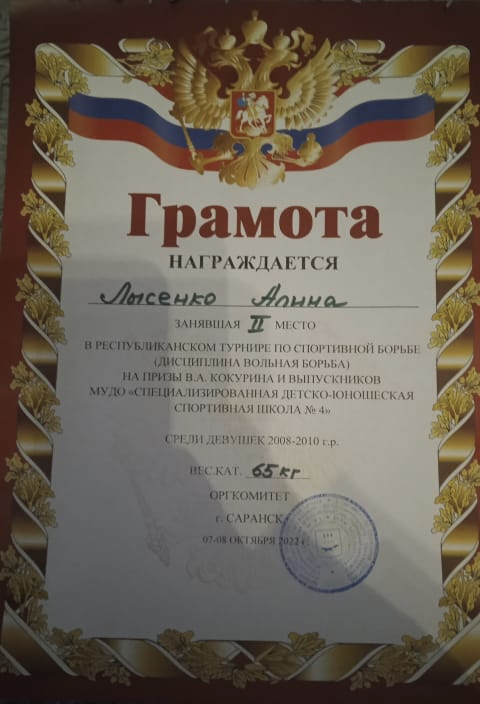 Грамота
НАГРАЖДАЕТСЯ
Лысенко Алина
ЗАНЯВШАЯ II МЕСТО
В РЕСПУБЛИКАНСКОМ ТУРНИРЕ ПО СПОРТИВНОЙ БОРЬБЕ
(ДИСЦИПЛИНА ВОЛЬНАЯ БОРЬБА)
НА ПРИЗЫ В.А. КОКУРИНА И ВЫПУСКНИКОВ
МУДО «СПЕЦИАЛИЗИРОВАННАЯ ДЕТСКО-ЮНОШЕСКАЯ
СПОРТИВНАЯ ШКОЛА № 4»
СРЕДИ ДЕВУШЕК 2008-2010 г.р.
ВЕС.КАТ. 65кг
ОРГКОМИТЕТ
г. САРАНСК
07-08 ОКТЯБРЯ 2022 г.